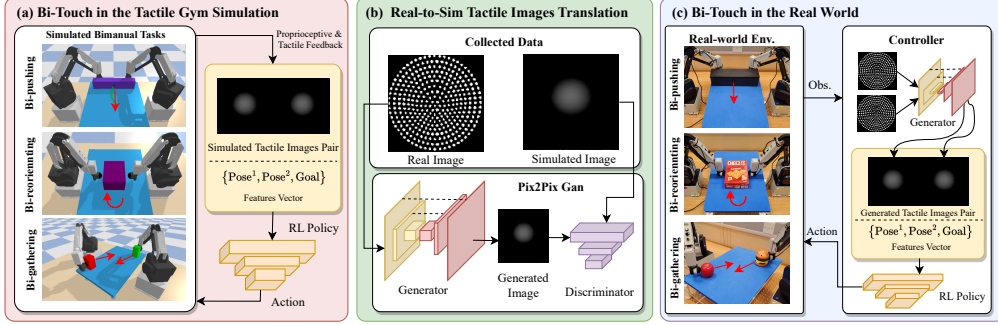 (a) Bi-Touch in the Tactile Gym Simulation
Simulated Bimanual Tasks
Bi-pushing
Bi-reorienting
Bi-gathering
Proprioceptive &
Tactile Feedback
Simulated Tactile Images Pair
{Pose¹, Pose², Goal}
Features Vector
RL Policy
Action
(b) Real-to-Sim Tactile Images Translation
Collected Data
Real Image
Simulated Image
Pix2Pix Gan
Generator
Generated
Image
Discriminator
(c) Bi-Touch in the Real World
Real-world Env.
Bi-pushing
Bi-reorienting
Bi-gathering
Obs.
Action
Controller
Generator
Generated Tactile Images Pair
{Pose¹, Pose², Goal}
Features Vector
RL Policy